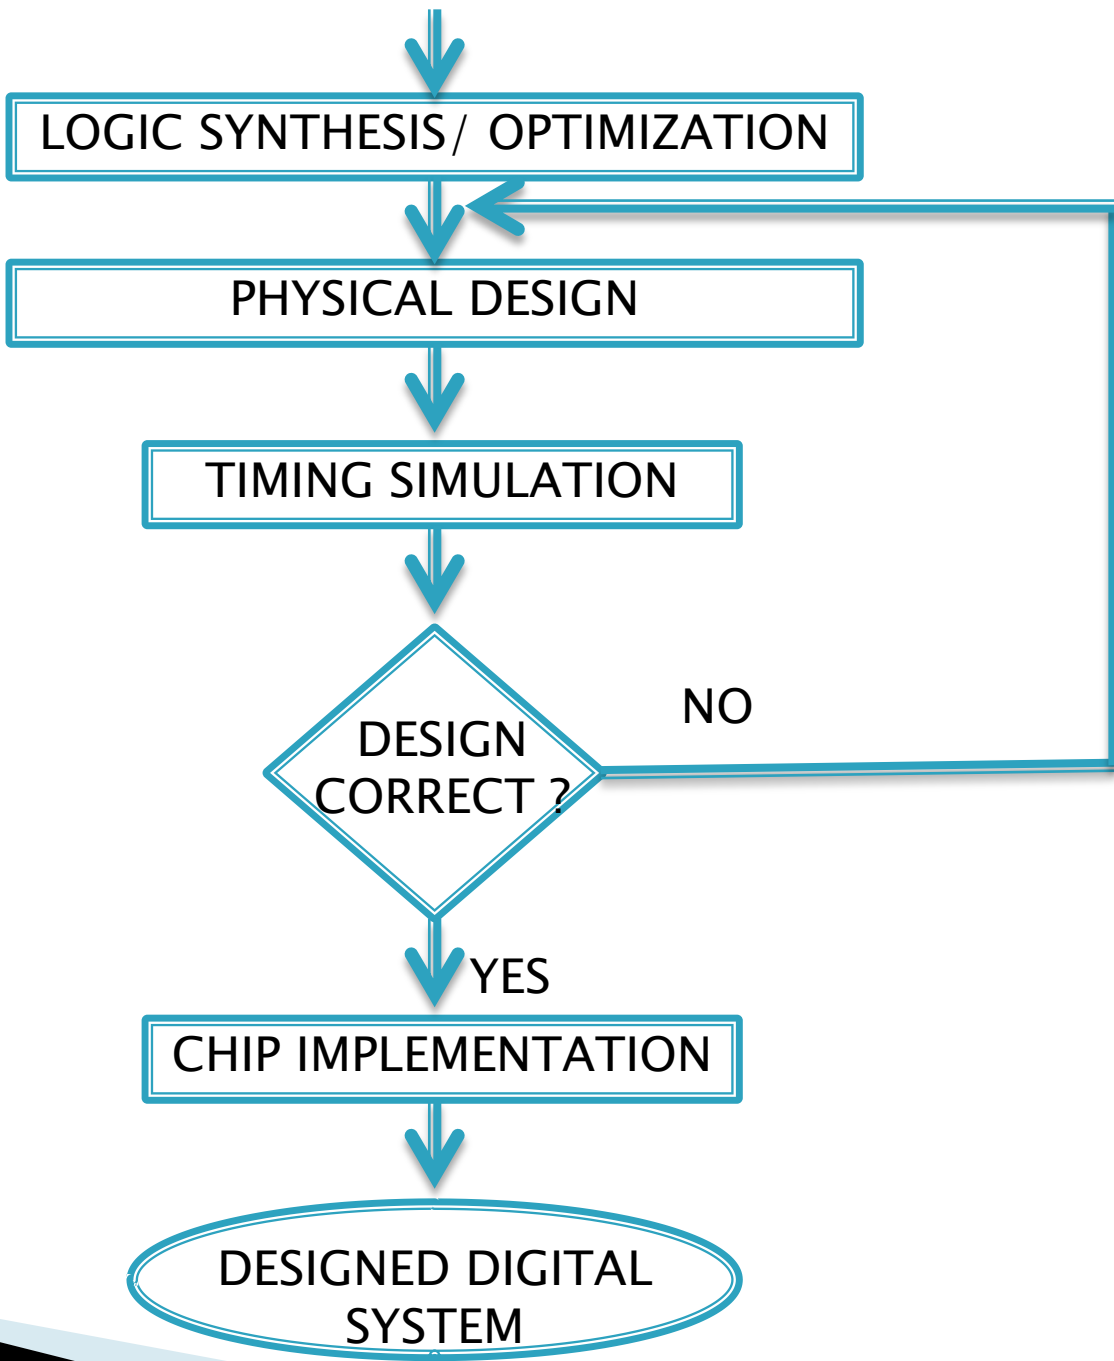 LOGIC SYNTHESIS/ OPTIMIZATION
PHYSICAL DESIGN
TIMING SIMULATION
NO
DESIGN
CORRECT ?
YES
CHIP IMPLEMENTATION
DESIGNED DIGITAL
SYSTEM